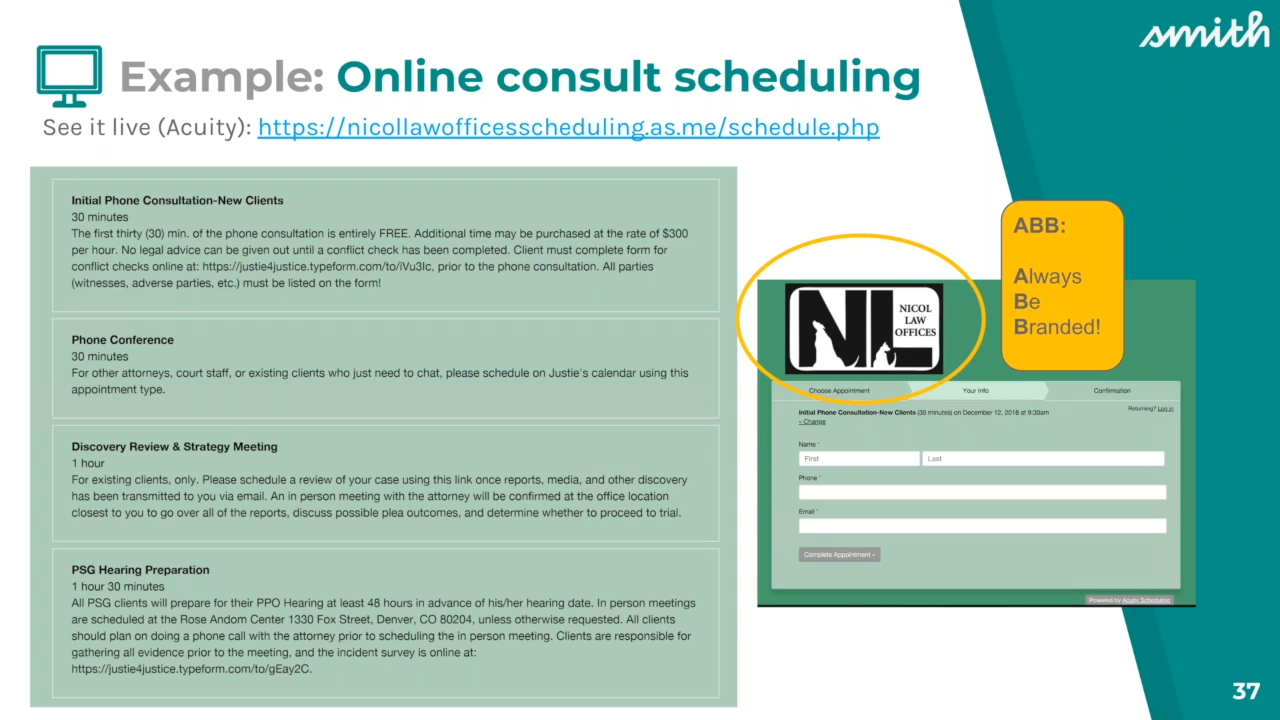 smith
Example: Online consult scheduling
See it live (Acuity): https://nicollawofficesscheduling.as.me/schedule.php
Initial Phone Consultation-New Clients
30 minutes
The first thirty (30) min. of the phone consultation is entirely FREE. Additional time may be purchased at the rate of $300
per hour. No legal advice can be given out until a conflict check has been completed. Client must complete form for
conflict checks online at: https://justie4justice.typeform.com/to/iVu3Ic, prior to the phone consultation. All parties
(witnesses, adverse parties, etc.) must be listed on the form!
Phone Conference
30 minutes
For other attorneys, court staff, or existing clients who just need to chat, please schedule on Justie's calendar using this
appointment type.
Discovery Review & Strategy Meeting
1 hour
For existing clients, only. Please schedule a review of your case using this link once reports, media, and other discovery
has been transmitted to you via email. An in person meeting with the attorney will be confirmed at the office location
closest to you to go over all of the reports, discuss possible plea outcomes, and determine whether to proceed to trial.
PSG Hearing Preparation
1 hour 30 minutes
All PSG clients will prepare for their PPO Hearing at least 48 hours in advance of his/her hearing date. In person meetings
are scheduled at the Rose Andom Center 1330 Fox Street, Denver, CO 80204, unless otherwise requested. All clients
should plan on doing a phone call with the attorney prior to scheduling the in person meeting. Clients are responsible for
gathering all evidence prior to the meeting, and the incident survey is online at:
https://justie4justice.typeform.com/to/gEay2C.
ABB:
Always
Be
Branded!
NL
NICOL
LAW
OFFICES
Choose Appointment
Your Info
Confirmation
Initial Phone Consultation-New Clients (30 minutes) on December 12, 2018 at 9:30am
Returning? Log in
« Change
Name *
First
Last
Phone *
Email *
Complete Appointment »
Powered by Acuity Scheduling
37